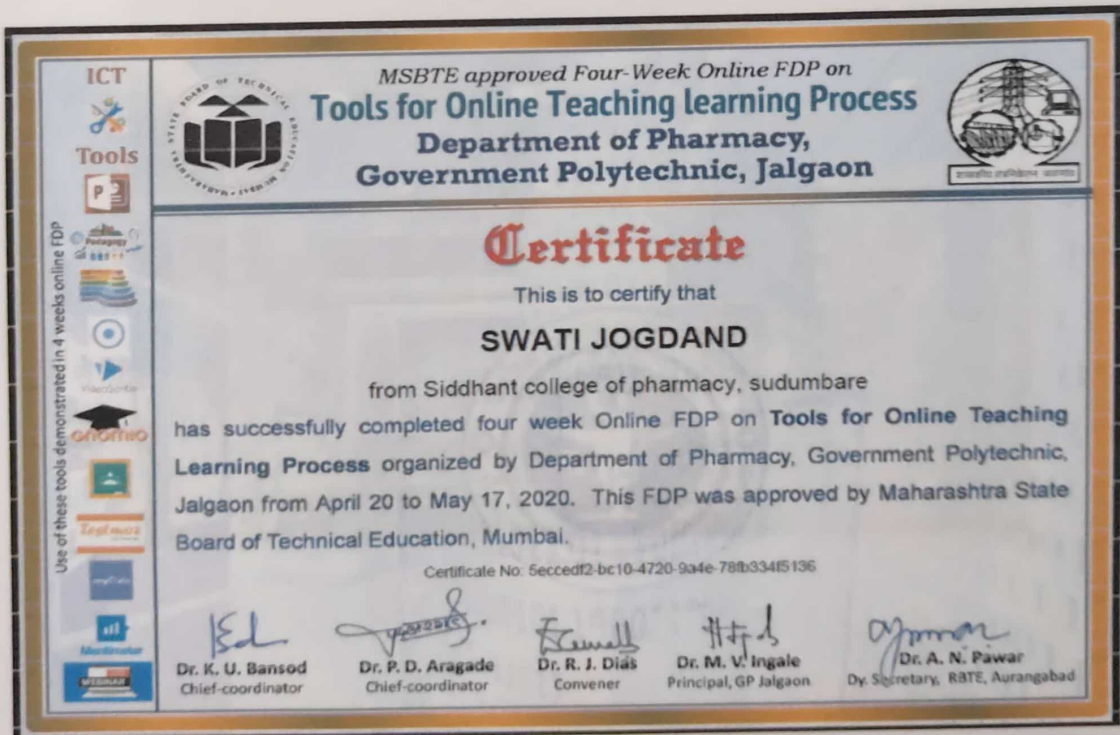 ICT
Tools
Pedagogy
GNOMIO
Testmoz
Mentimeter
WEBINAR
Use of these tools demonstrated in 4 weeks online FDP
MSBTE approved Four-Week Online FDP on
Tools for Online Teaching learning Process
Department of Pharmacy,
Government Polytechnic, Jalgaon
Certificate
This is to certify that
SWATI JOGDAND
from Siddhant college of pharmacy, sudumbare
has successfully completed four week Online FDP on Tools for Online Teaching
Learning Process organized by Department of Pharmacy, Government Polytechnic,
Jalgaon from April 20 to May 17, 2020. This FDP was approved by Maharashtra State
Board of Technical Education, Mumbai.
Certificate No: 5eccedf2-bc10-4720-9a4e-78fb334f5136
Dr. K. U. Bansod
Chief-coordinator
Dr. P. D. Aragade
Chief-coordinator
Dr. R. J. Dias
Convener
Dr. M. V. Ingale
Principal, GP Jalgaon
Dr. A. N. Pawar
Dy. Secretary, RBTE, Aurangabad